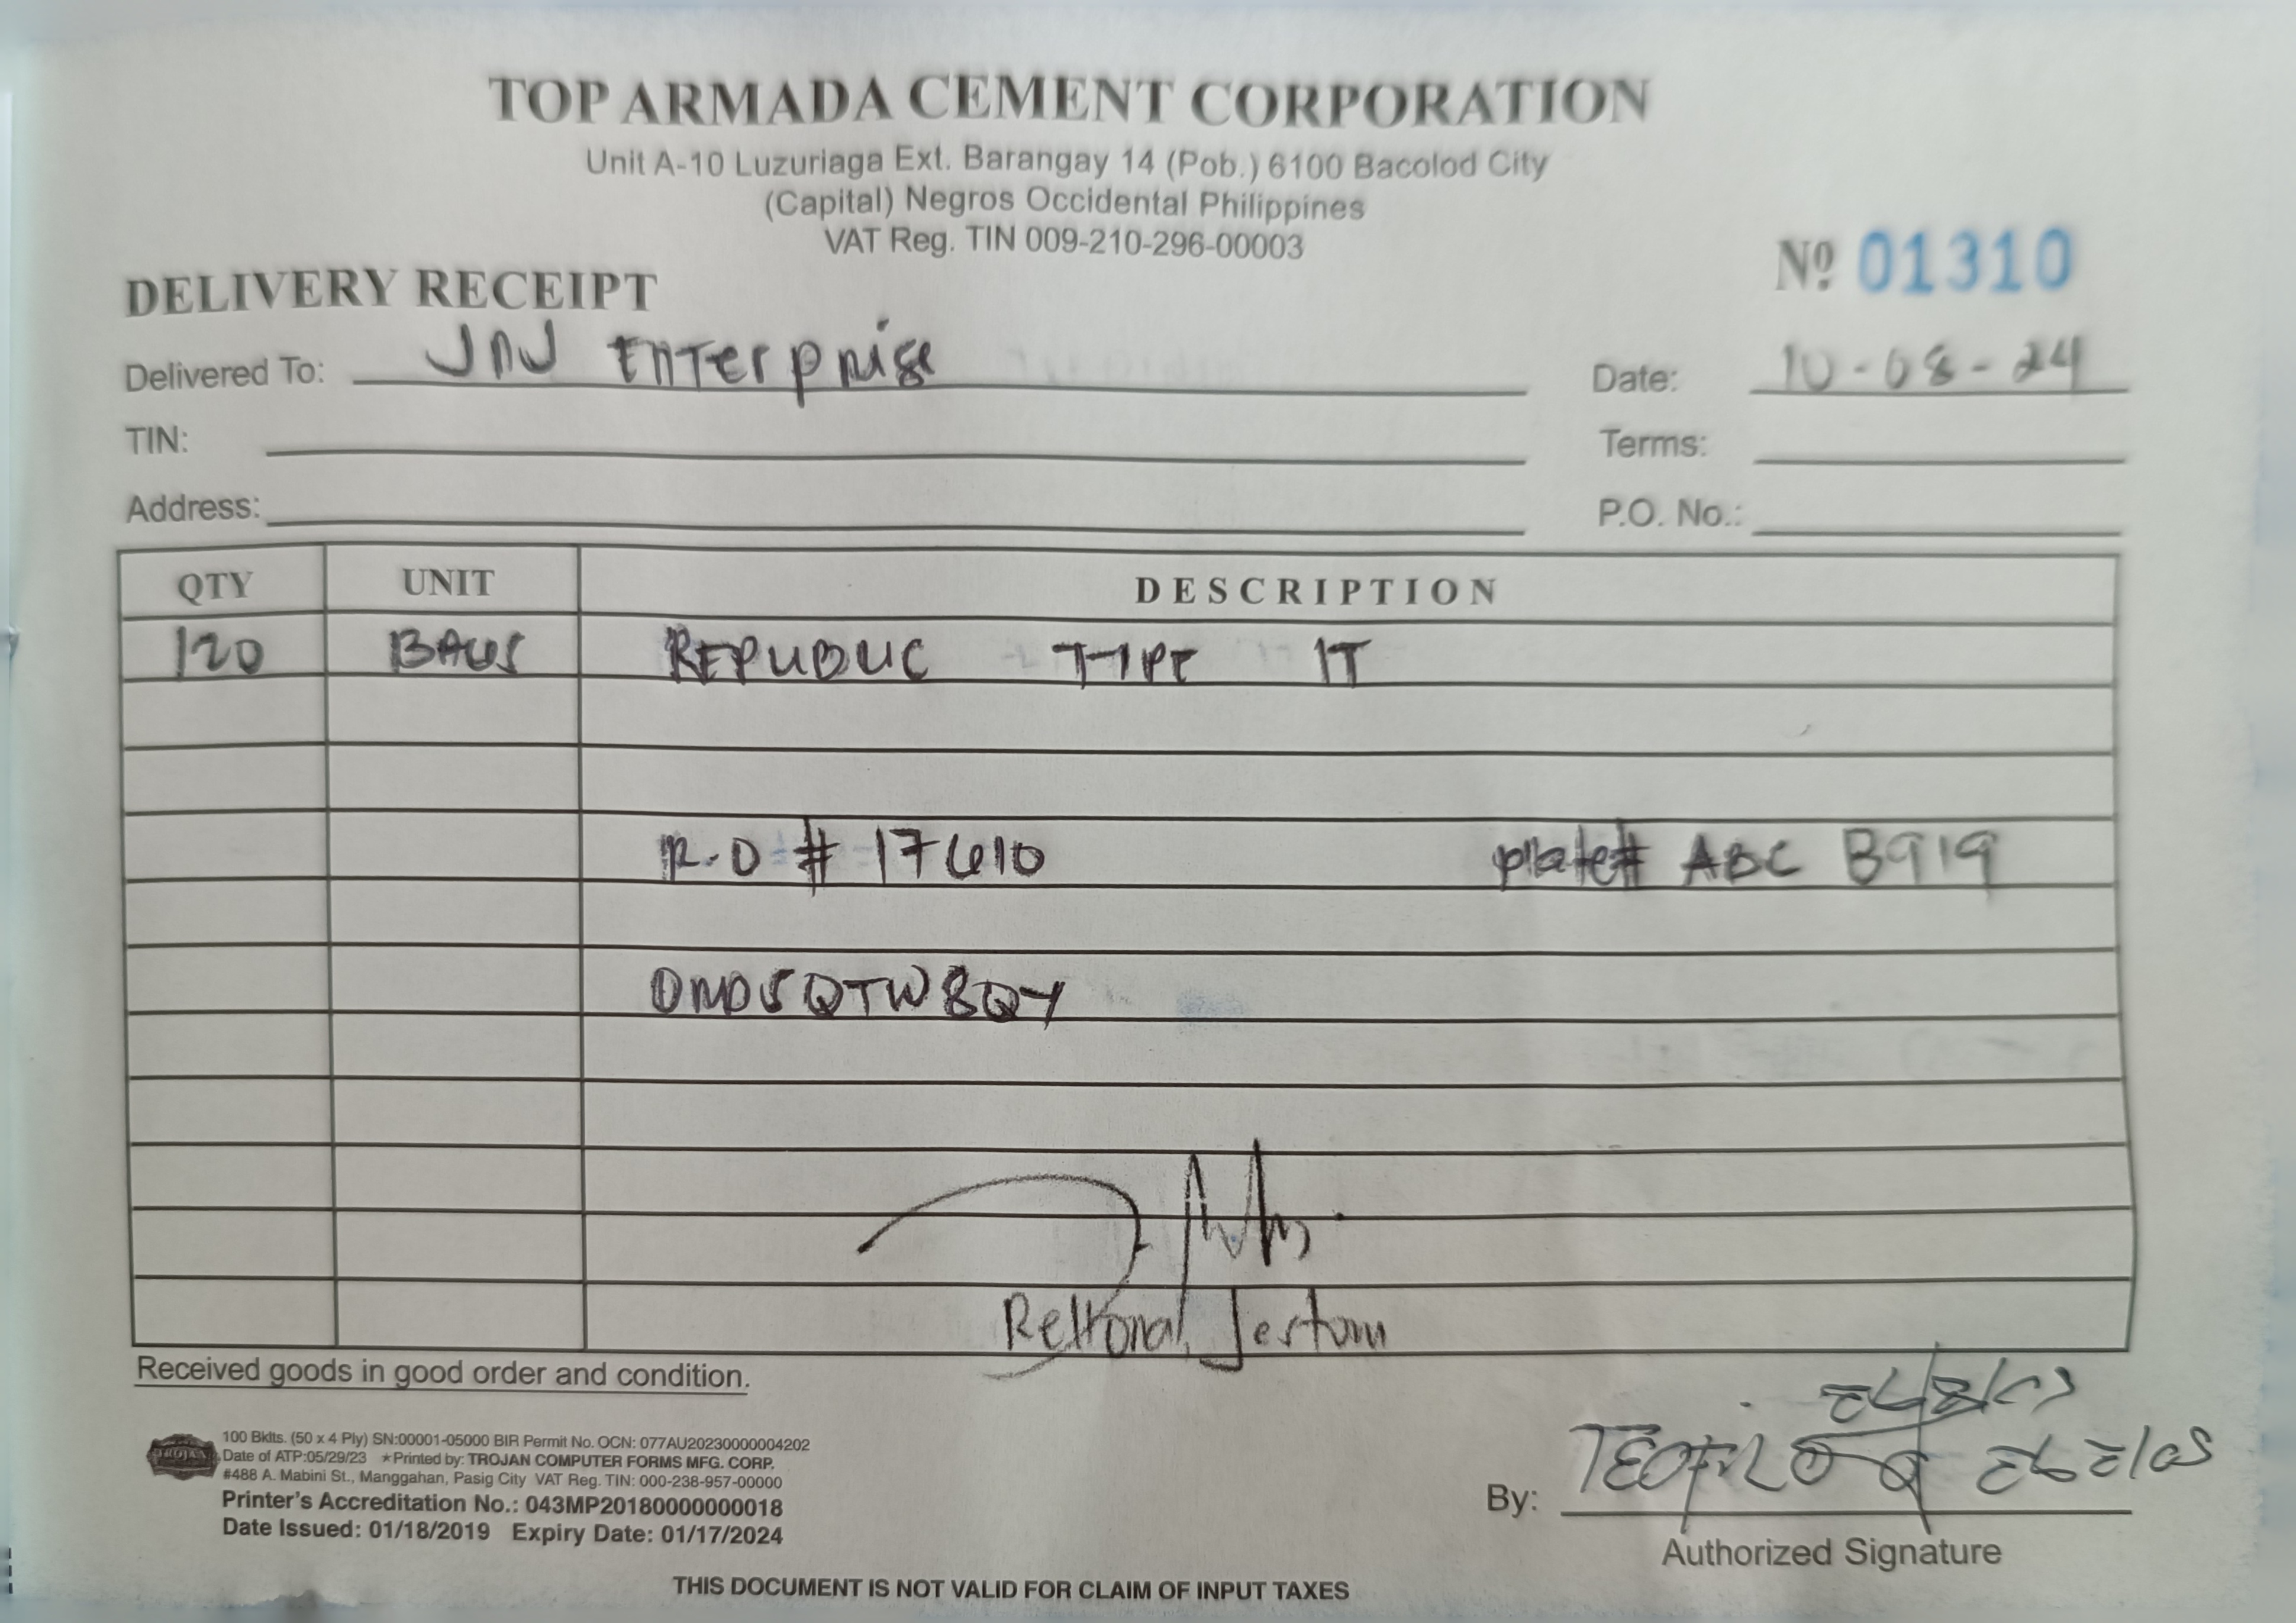 TOP ARMADA CEMENT CORPORATION
Unit A-10 Luzuriaga Ext. Barangay 14 (Pob.) 6100 Bacolod City
(Capital) Negros Occidental Philippines
VAT Reg. TIN 009-210-296-00003
Nº 01310
DELIVERY RECEIPT
Delivered To: JNJ Enterprise Date: 10-08-24
TIN: Terms:
Address: P.O. No.:
QTY UNIT DESCRIPTION
120 BAGS REPUBLIC TYPE 1T
R.O # 17610 plate# ABC B919
0MD5QTW8QY
Jestoni
Received goods in good order and condition.
TROJAN
100 Bklts. (50 x 4 Ply) SN:00001-05000 BIR Permit No. OCN: 077AU20230000004202
Date of ATP:05/29/23 ★Printed by: TROJAN COMPUTER FORMS MFG. CORP.
#488 A. Mabini St., Manggahan, Pasig City VAT Reg. TIN: 000-238-957-00000
Printer's Accreditation No.: 043MP20180000000018
Date Issued: 01/18/2019 Expiry Date: 01/17/2024
By: TEOFILO
Authorized Signature
THIS DOCUMENT IS NOT VALID FOR CLAIM OF INPUT TAXES